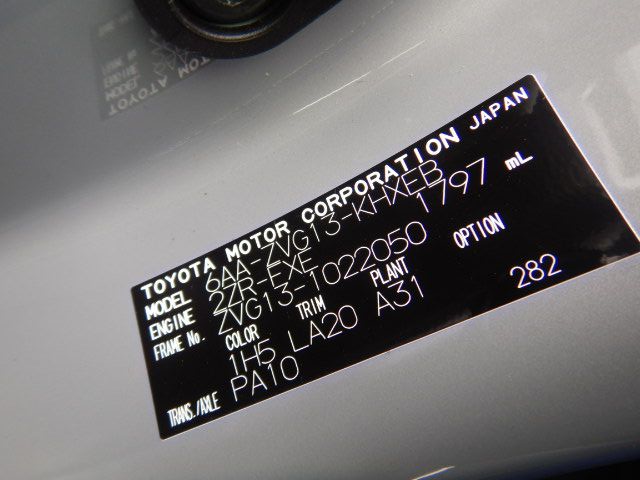 TOYOTA MOTOR CORPORATION JAPAN
MODEL 6AA-ZVG13-KHXEB
ENGINE 2ZR-FXE 1797 mL
FRAME No. ZVG13-1022050
COLOR TRIM PLANT OPTION
1H5 LA20 A31 282
TRANS./AXLE PA10